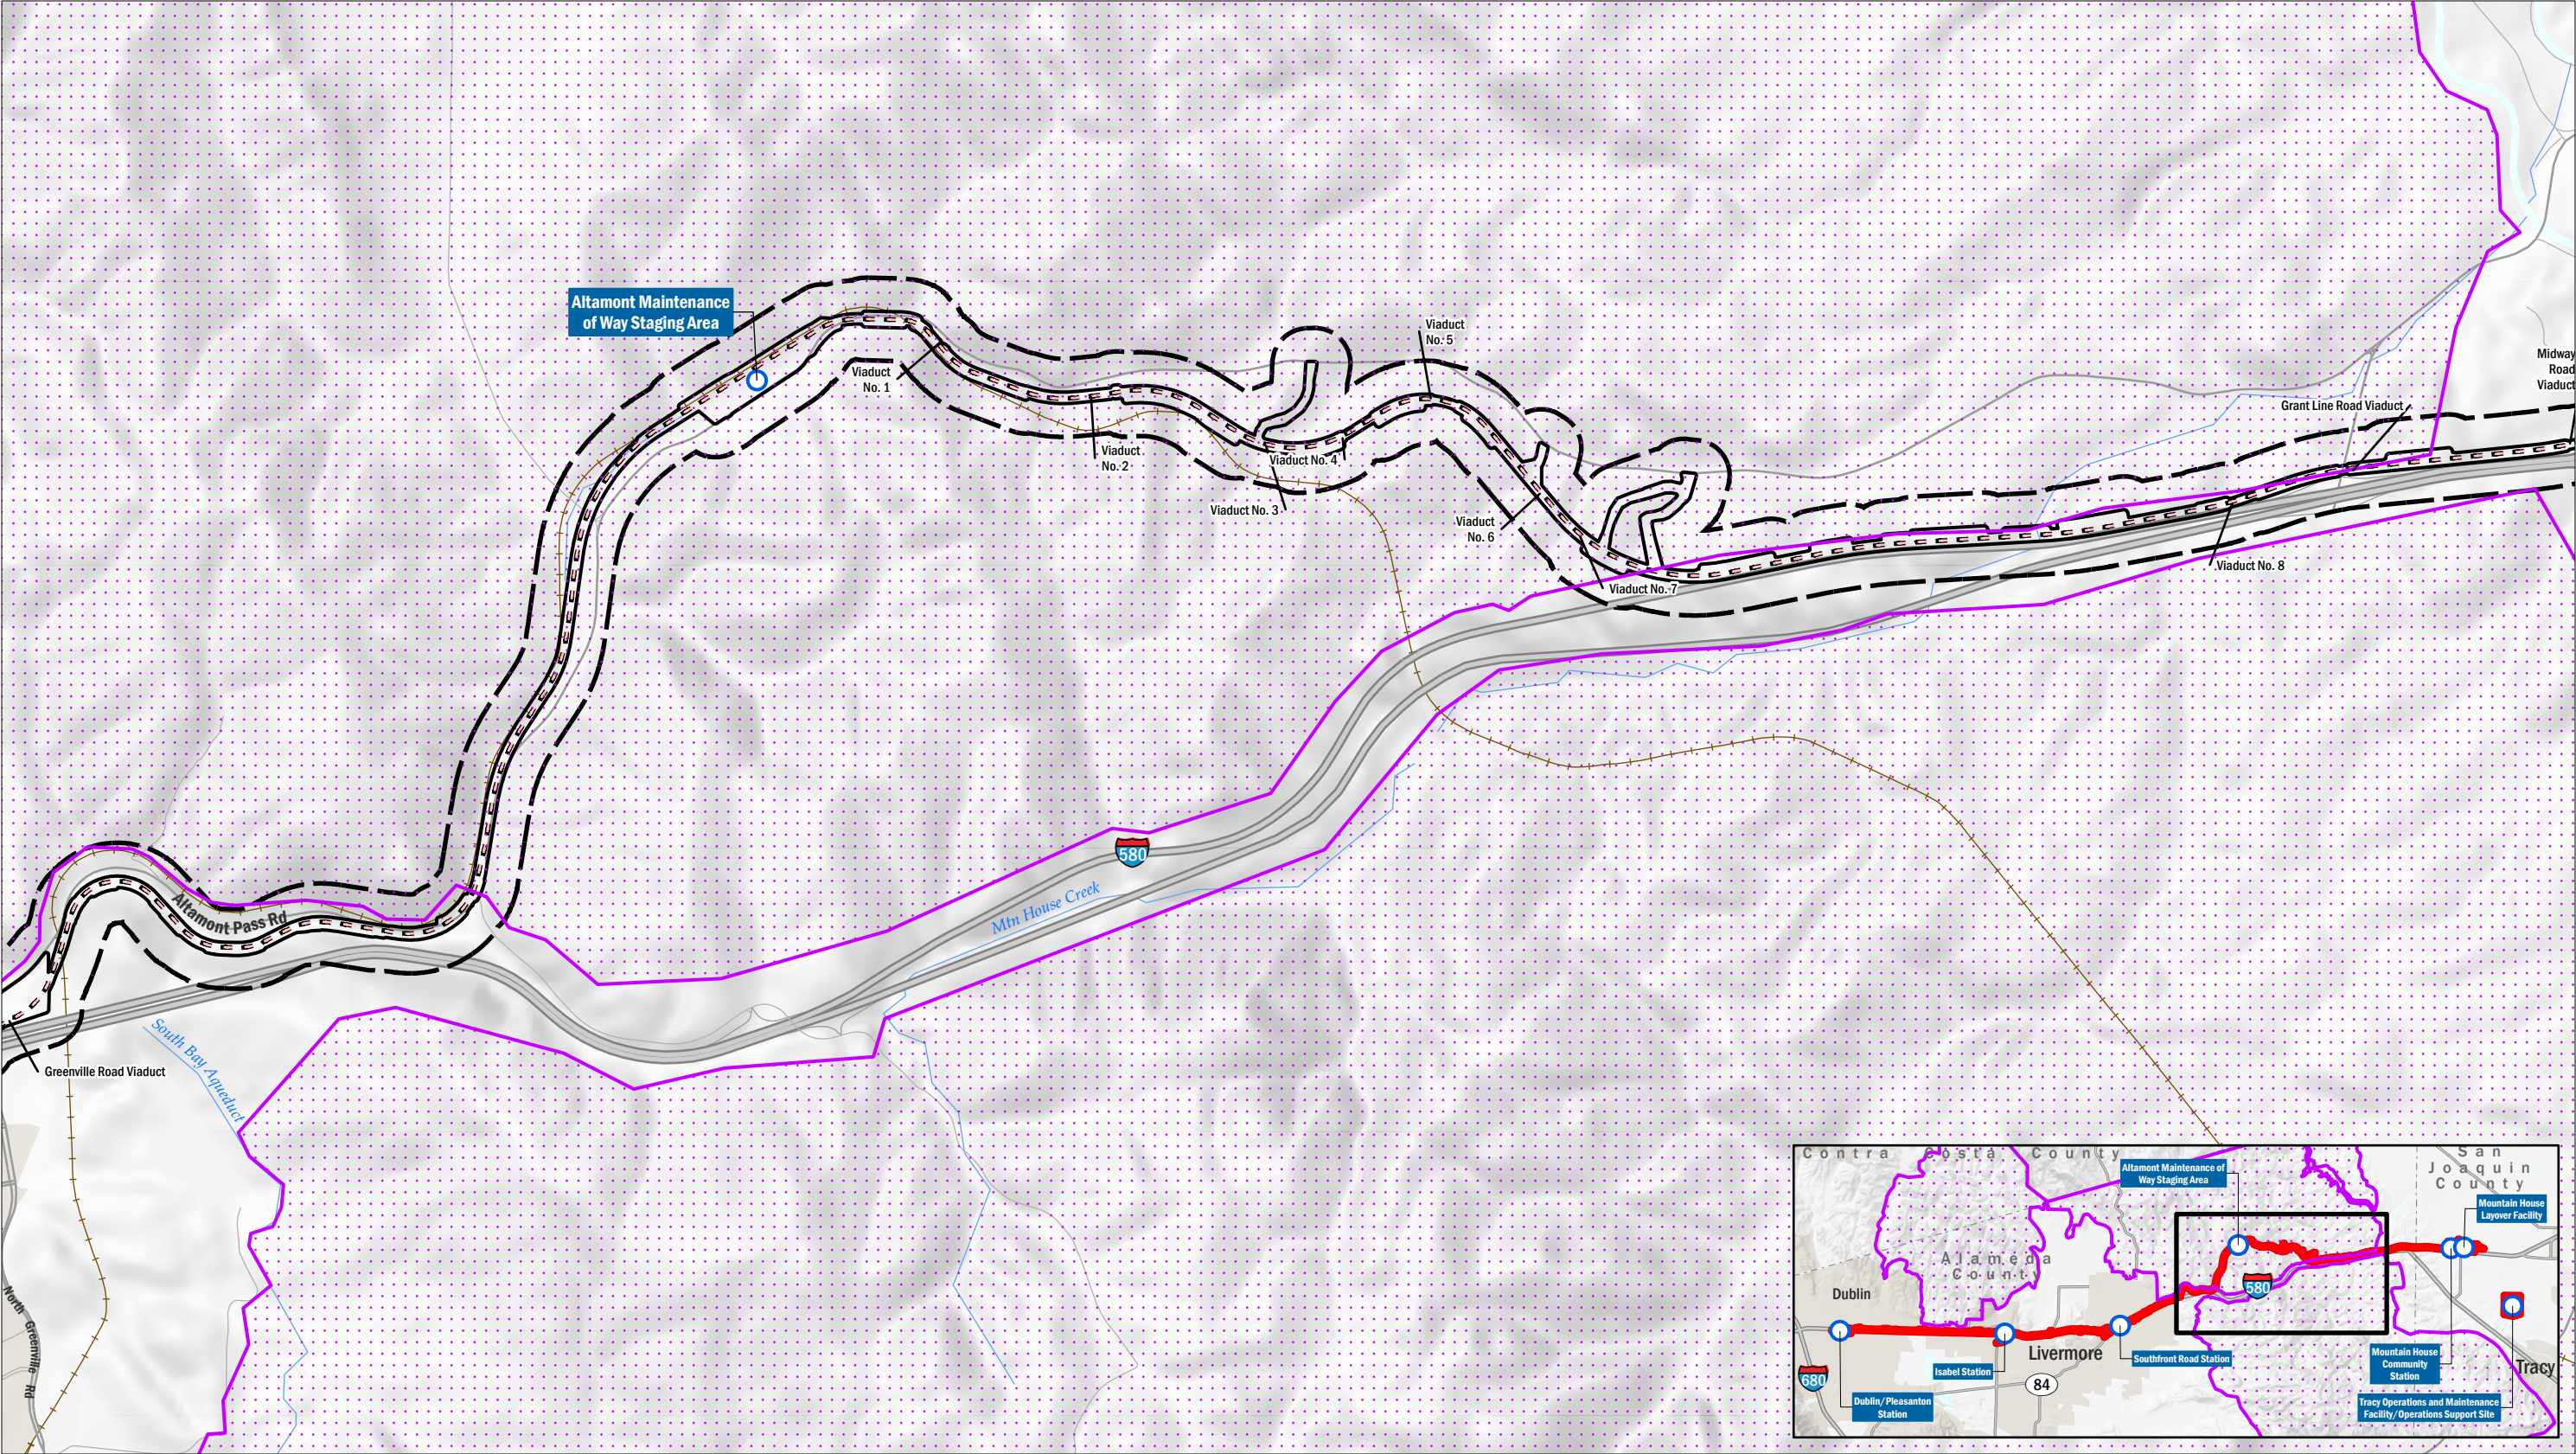 Altamont Maintenance
of Way Staging Area
Viaduct
No. 1
Viaduct
No. 2
Viaduct No. 3
Viaduct No. 4
Viaduct
No. 5
Viaduct
No. 6
Viaduct No. 7
Viaduct No. 8
Grant Line Road Viaduct
Midway
Road
Viaduct
Altamont Pass Rd
580
Mtn House Creek
South Bay Aqueduct
Greenville Road Viaduct
North Greenville Rd
Contra Costa County
San
Joaquin
County
Altamont Maintenance of
Way Staging Area
Mountain House
Layover Facility
Alameda
County
580
Dublin
Livermore
Southfront Road Station
Isabel Station
Mountain House
Community
Station
Tracy
680
84
Dublin/Pleasanton
Station
Tracy Operations and Maintenance
Facility/Operations Support Site